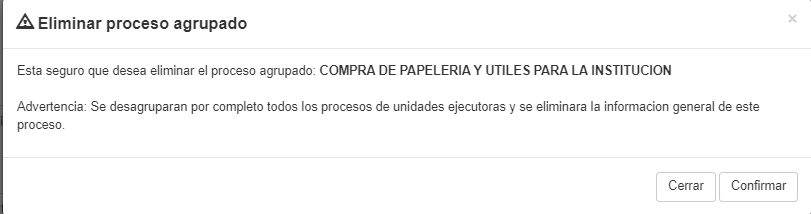 Eliminar proceso agrupado
×
Esta seguro que desea eliminar el proceso agrupado: COMPRA DE PAPELERIA Y UTILES PARA LA INSTITUCION
Advertencia: Se desagruparan por completo todos los procesos de unidades ejecutoras y se eliminara la informacion general de este
proceso.
Cerrar Confirmar